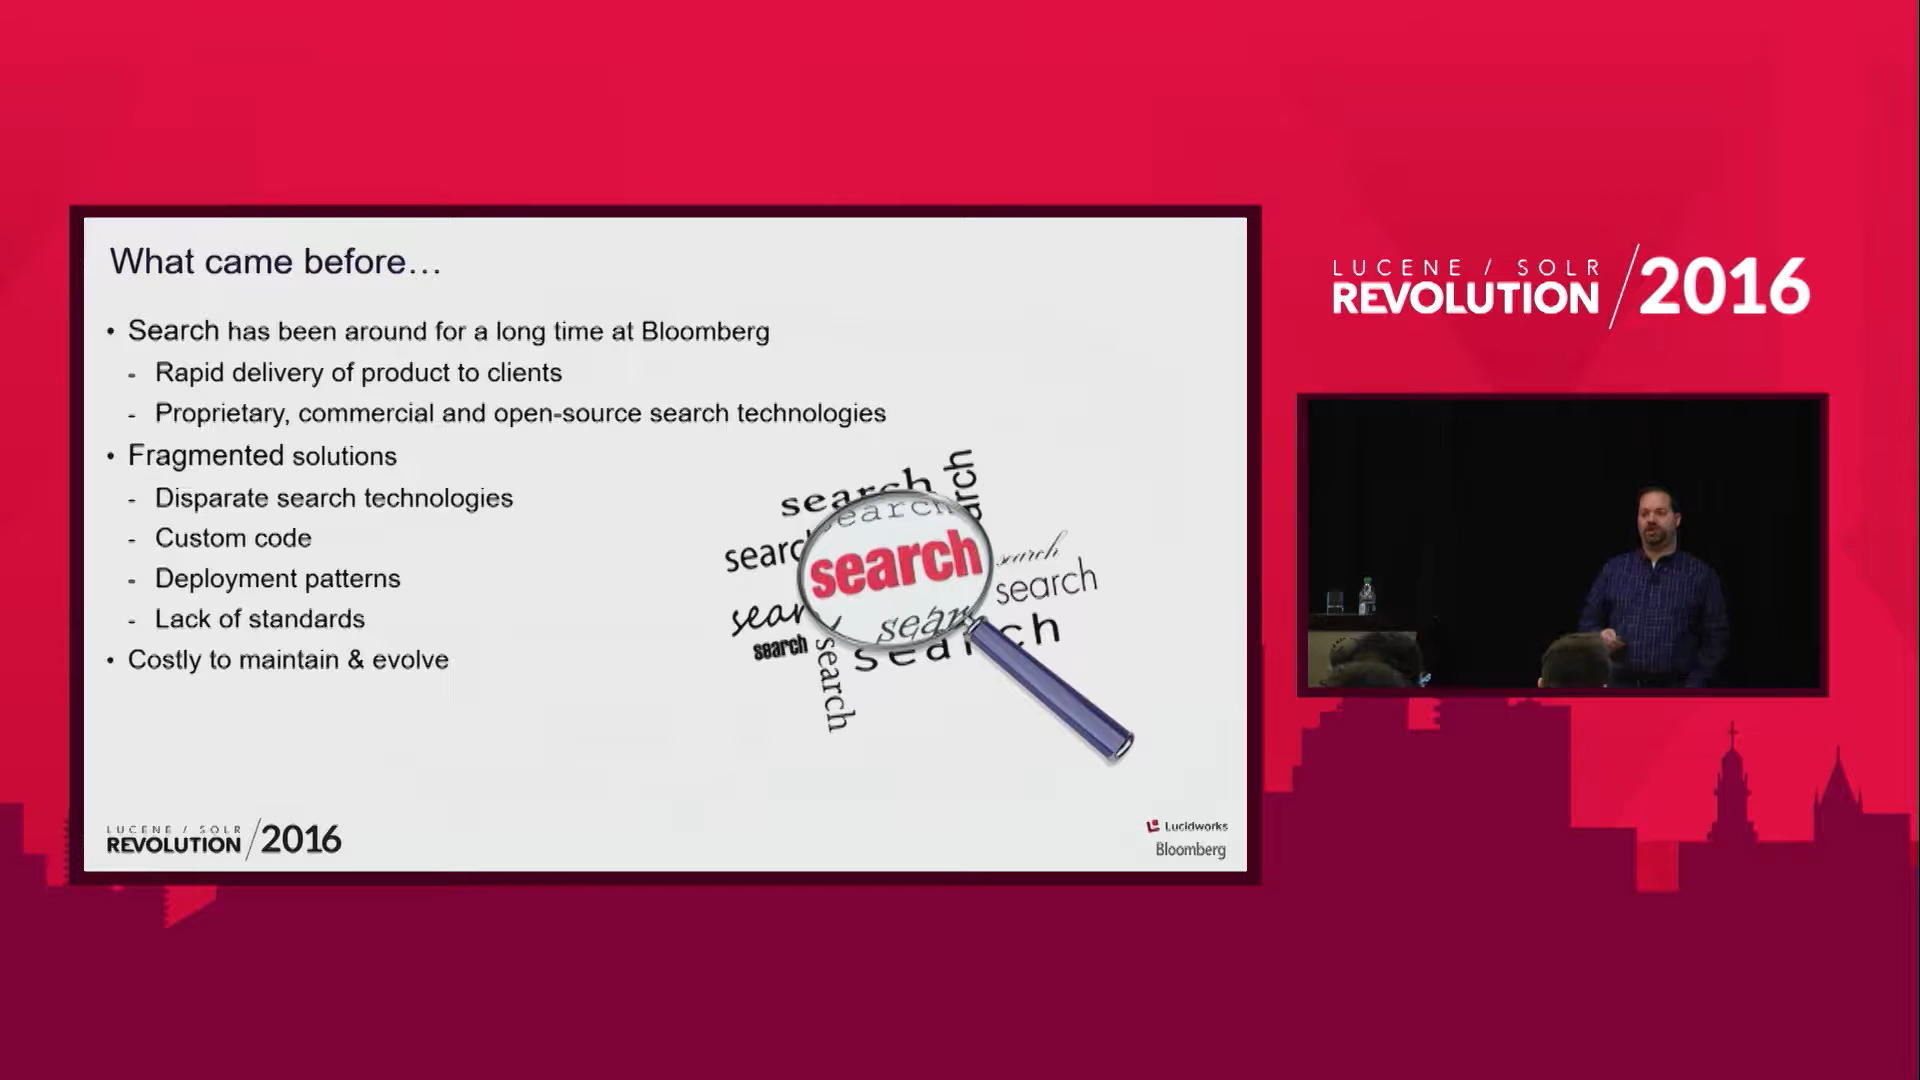 What came before…
• Search has been around for a long time at Bloomberg
- Rapid delivery of product to clients
- Proprietary, commercial and open-source search technologies
• Fragmented solutions
- Disparate search technologies
- Custom code
- Deployment patterns
- Lack of standards
• Costly to maintain & evolve
search
search
search
search
search
search
search
search
LUCENE / SOLR
REVOLUTION / 2016
Lucidworks
Bloomberg
LUCENE / SOLR
REVOLUTION / 2016